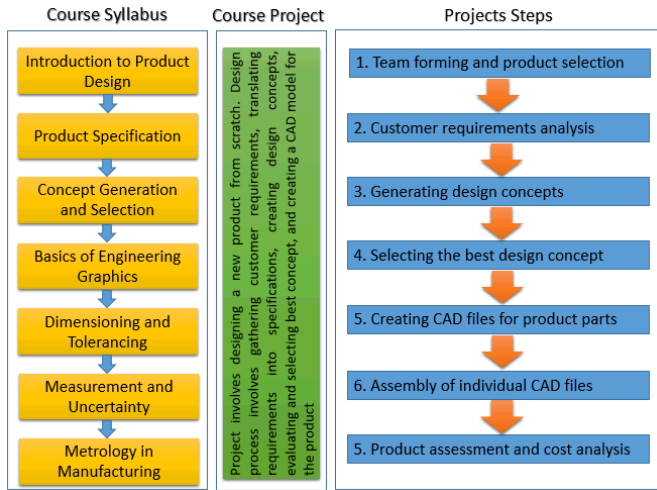 Course Syllabus
Introduction to Product
Design
Product Specification
Concept Generation
and Selection
Basics of Engineering
Graphics
Dimensioning and
Tolerancing
Measurement and
Uncertainty
Metrology in
Manufacturing
Course Project
Project involves designing a new product from scratch. Design
process involves gathering customer requirements, translating
requirements into specifications, creating design concepts,
evaluating and selecting best concept, and creating a CAD model for
the product
Projects Steps
1. Team forming and product selection
2. Customer requirements analysis
3. Generating design concepts
4. Selecting the best design concept
5. Creating CAD files for product parts
6. Assembly of individual CAD files
5. Product assessment and cost analysis